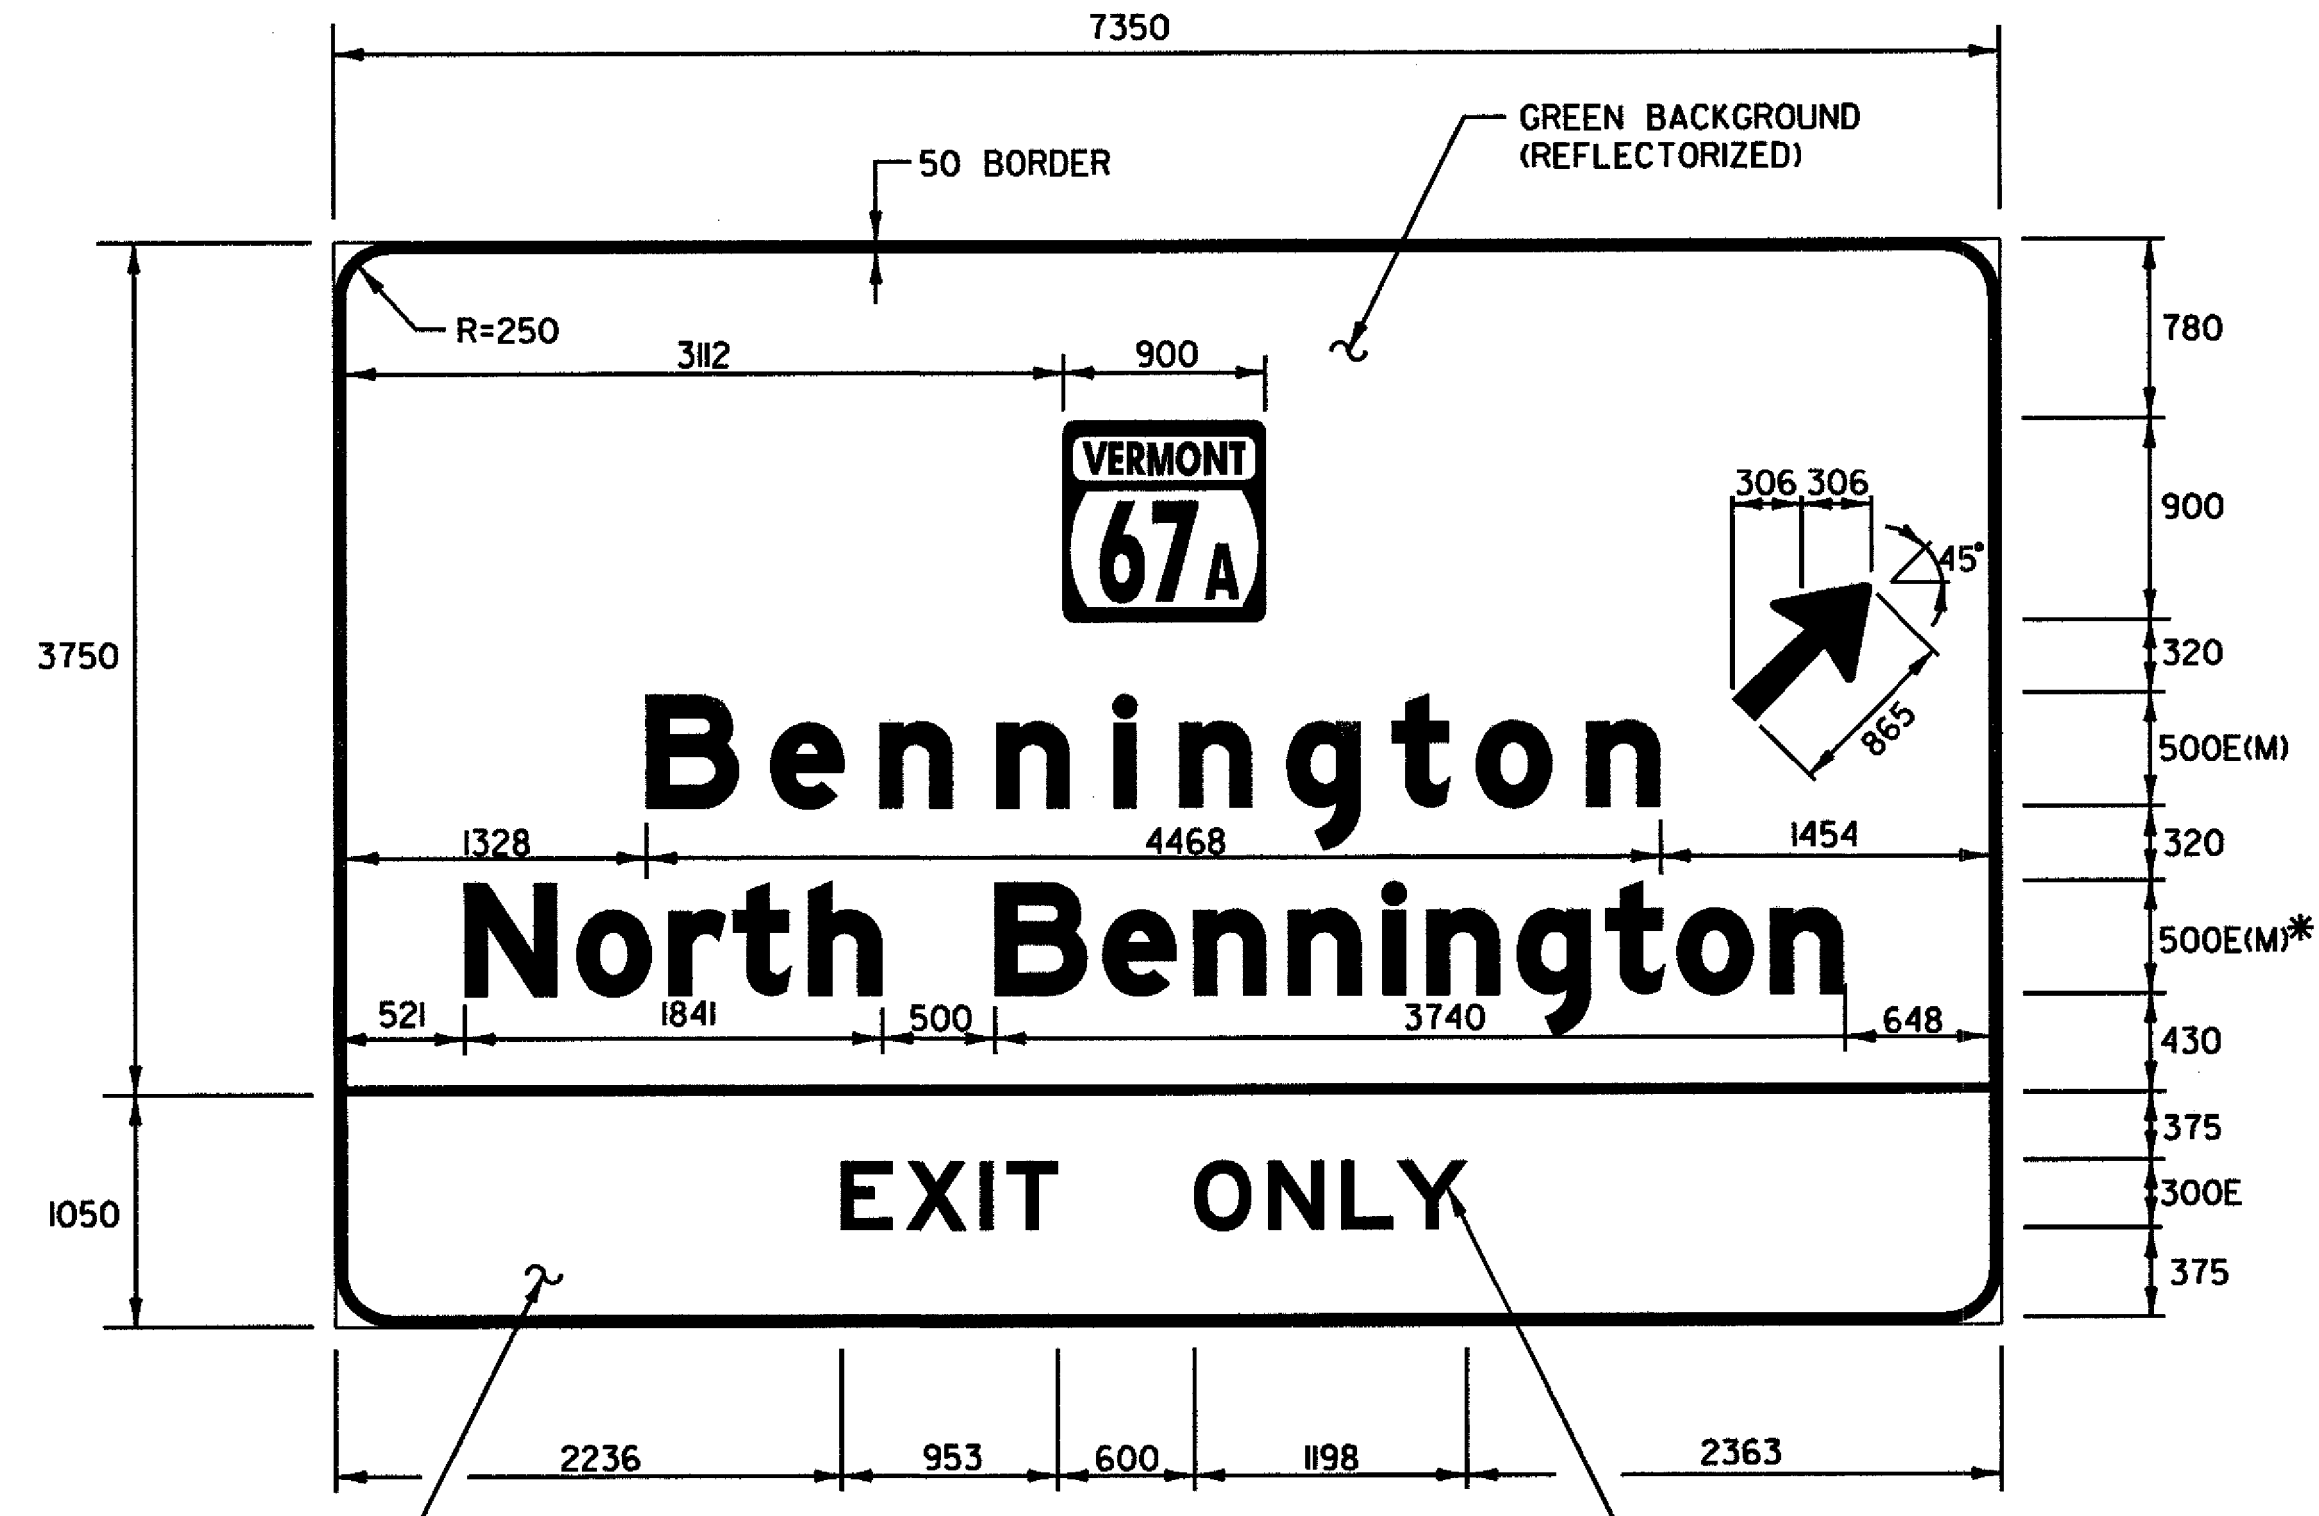 7350
GREEN BACKGROUND
(REFLECTORIZED)
50 BORDER
R=250
3112 900
780
VERMONT
67A
306 306
45°
900
3750
320
865
Bennington
500E(M)
1328 4468 1454
320
North Bennington
500E(M)*
521 1841 500 3740 648
430
375
EXIT ONLY
300E
1050
375
2236 953 600 1198 2363